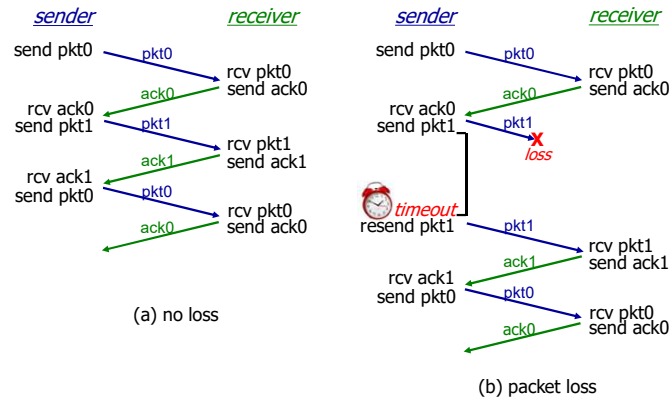 sender
receiver
send pkt0
pkt0
rcv pkt0
send ack0
ack0
rcv ack0
send pkt1
pkt1
rcv pkt1
send ack1
ack1
rcv ack1
send pkt0
pkt0
rcv pkt0
send ack0
ack0
(a) no loss
sender
receiver
send pkt0
pkt0
rcv pkt0
send ack0
ack0
rcv ack0
send pkt1
pkt1
X
loss
timeout
resend pkt1
pkt1
rcv pkt1
send ack1
ack1
rcv ack1
send pkt0
pkt0
rcv pkt0
send ack0
ack0
(b) packet loss